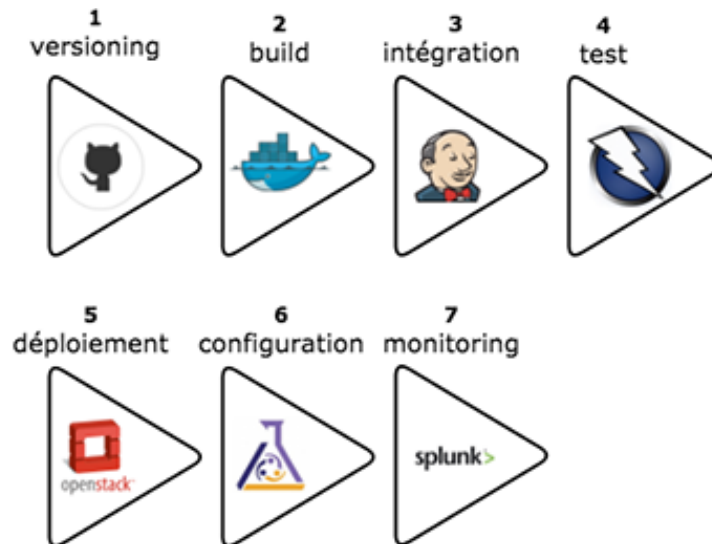 1
versioning
2
build
3
intégration
4
test
5
déploiement
openstack
6
configuration
7
monitoring
splunk>